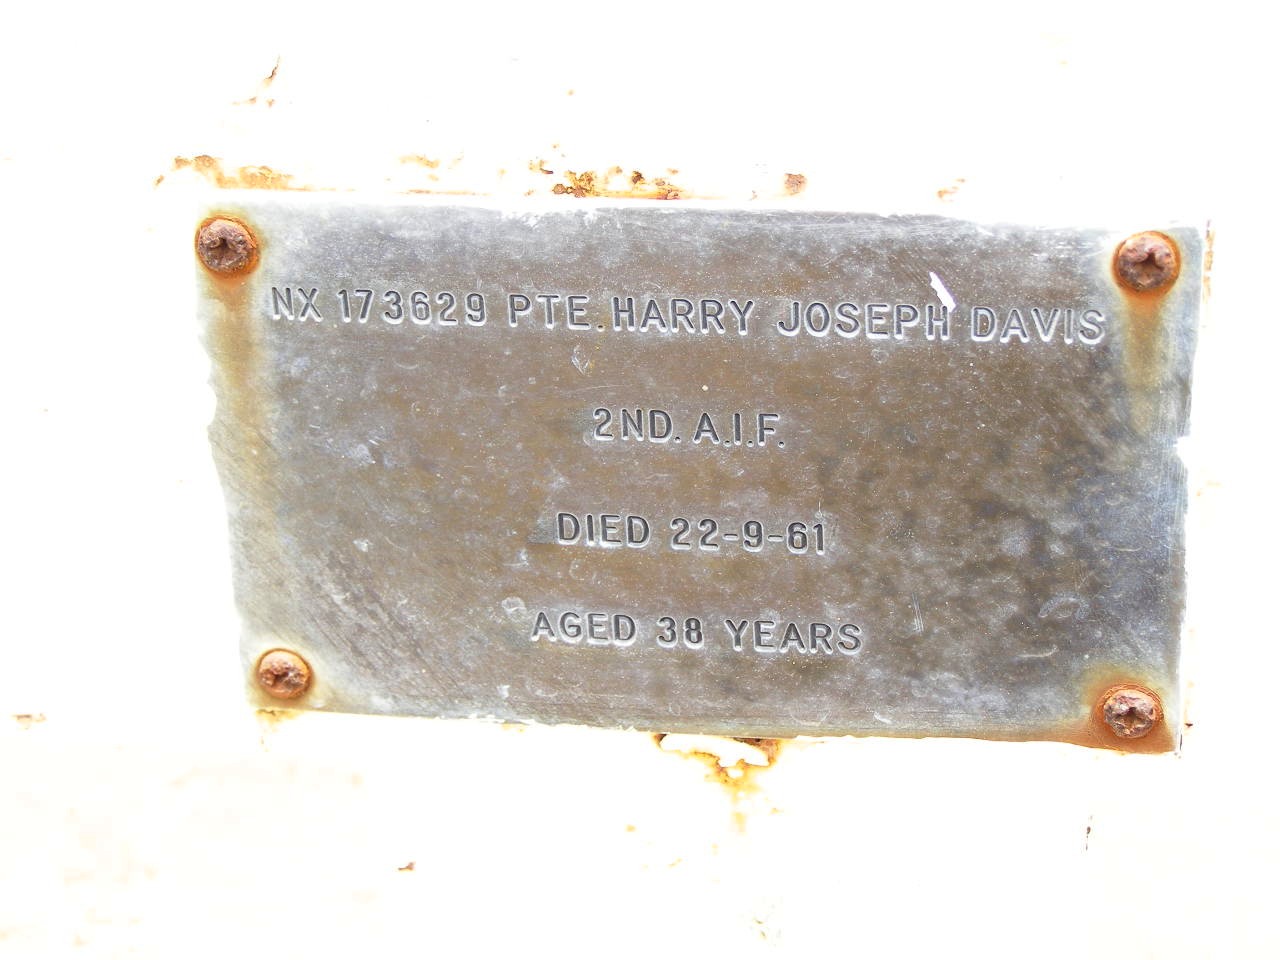 NX 173629 PTE. HARRY JOSEPH DAVIS
2ND. A.I.F.
DIED 22-9-61
AGED 38 YEARS